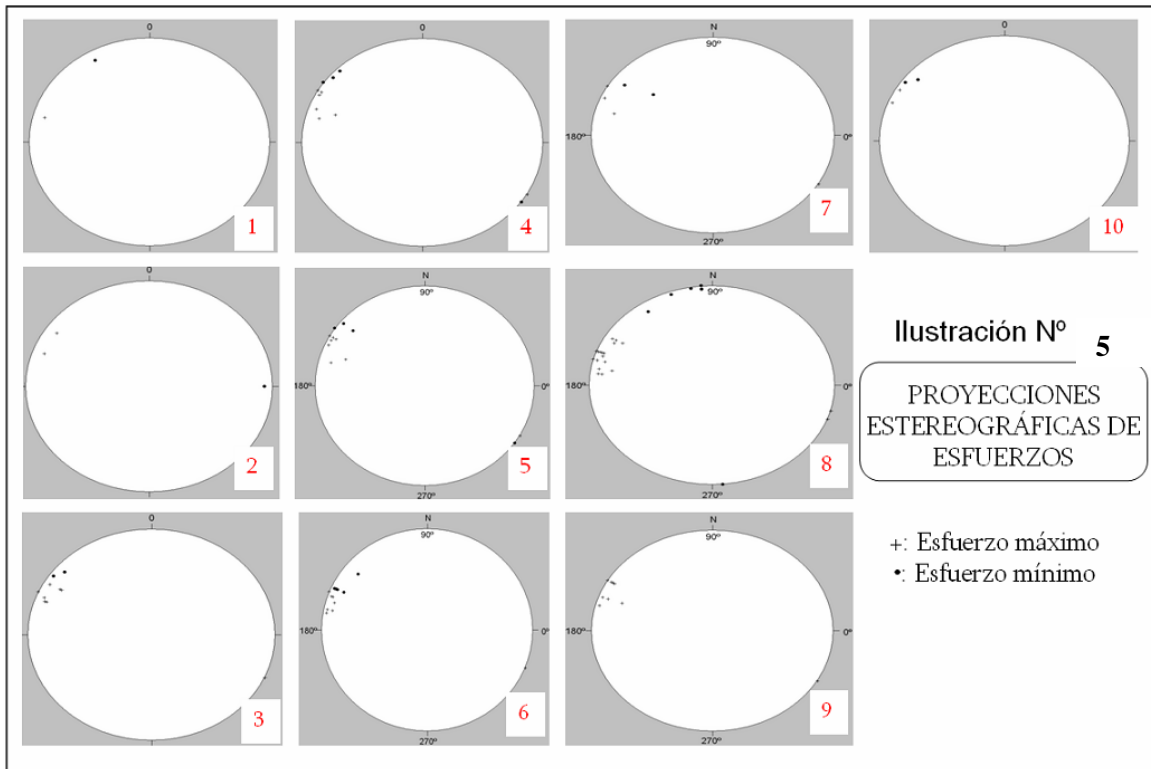 0
1
0
4
N
90º
180º
0º
270º
7
0
10
0
2
N
90º
180º
0º
270º
5
N
90º
180º
0º
270º
8
Ilustración Nº 5
PROYECCIONES
ESTEREOGRÁFICAS DE
ESFUERZOS
0
3
N
90º
180º
0º
270º
6
N
90º
180º
0º
270º
9
+: Esfuerzo máximo
•: Esfuerzo mínimo